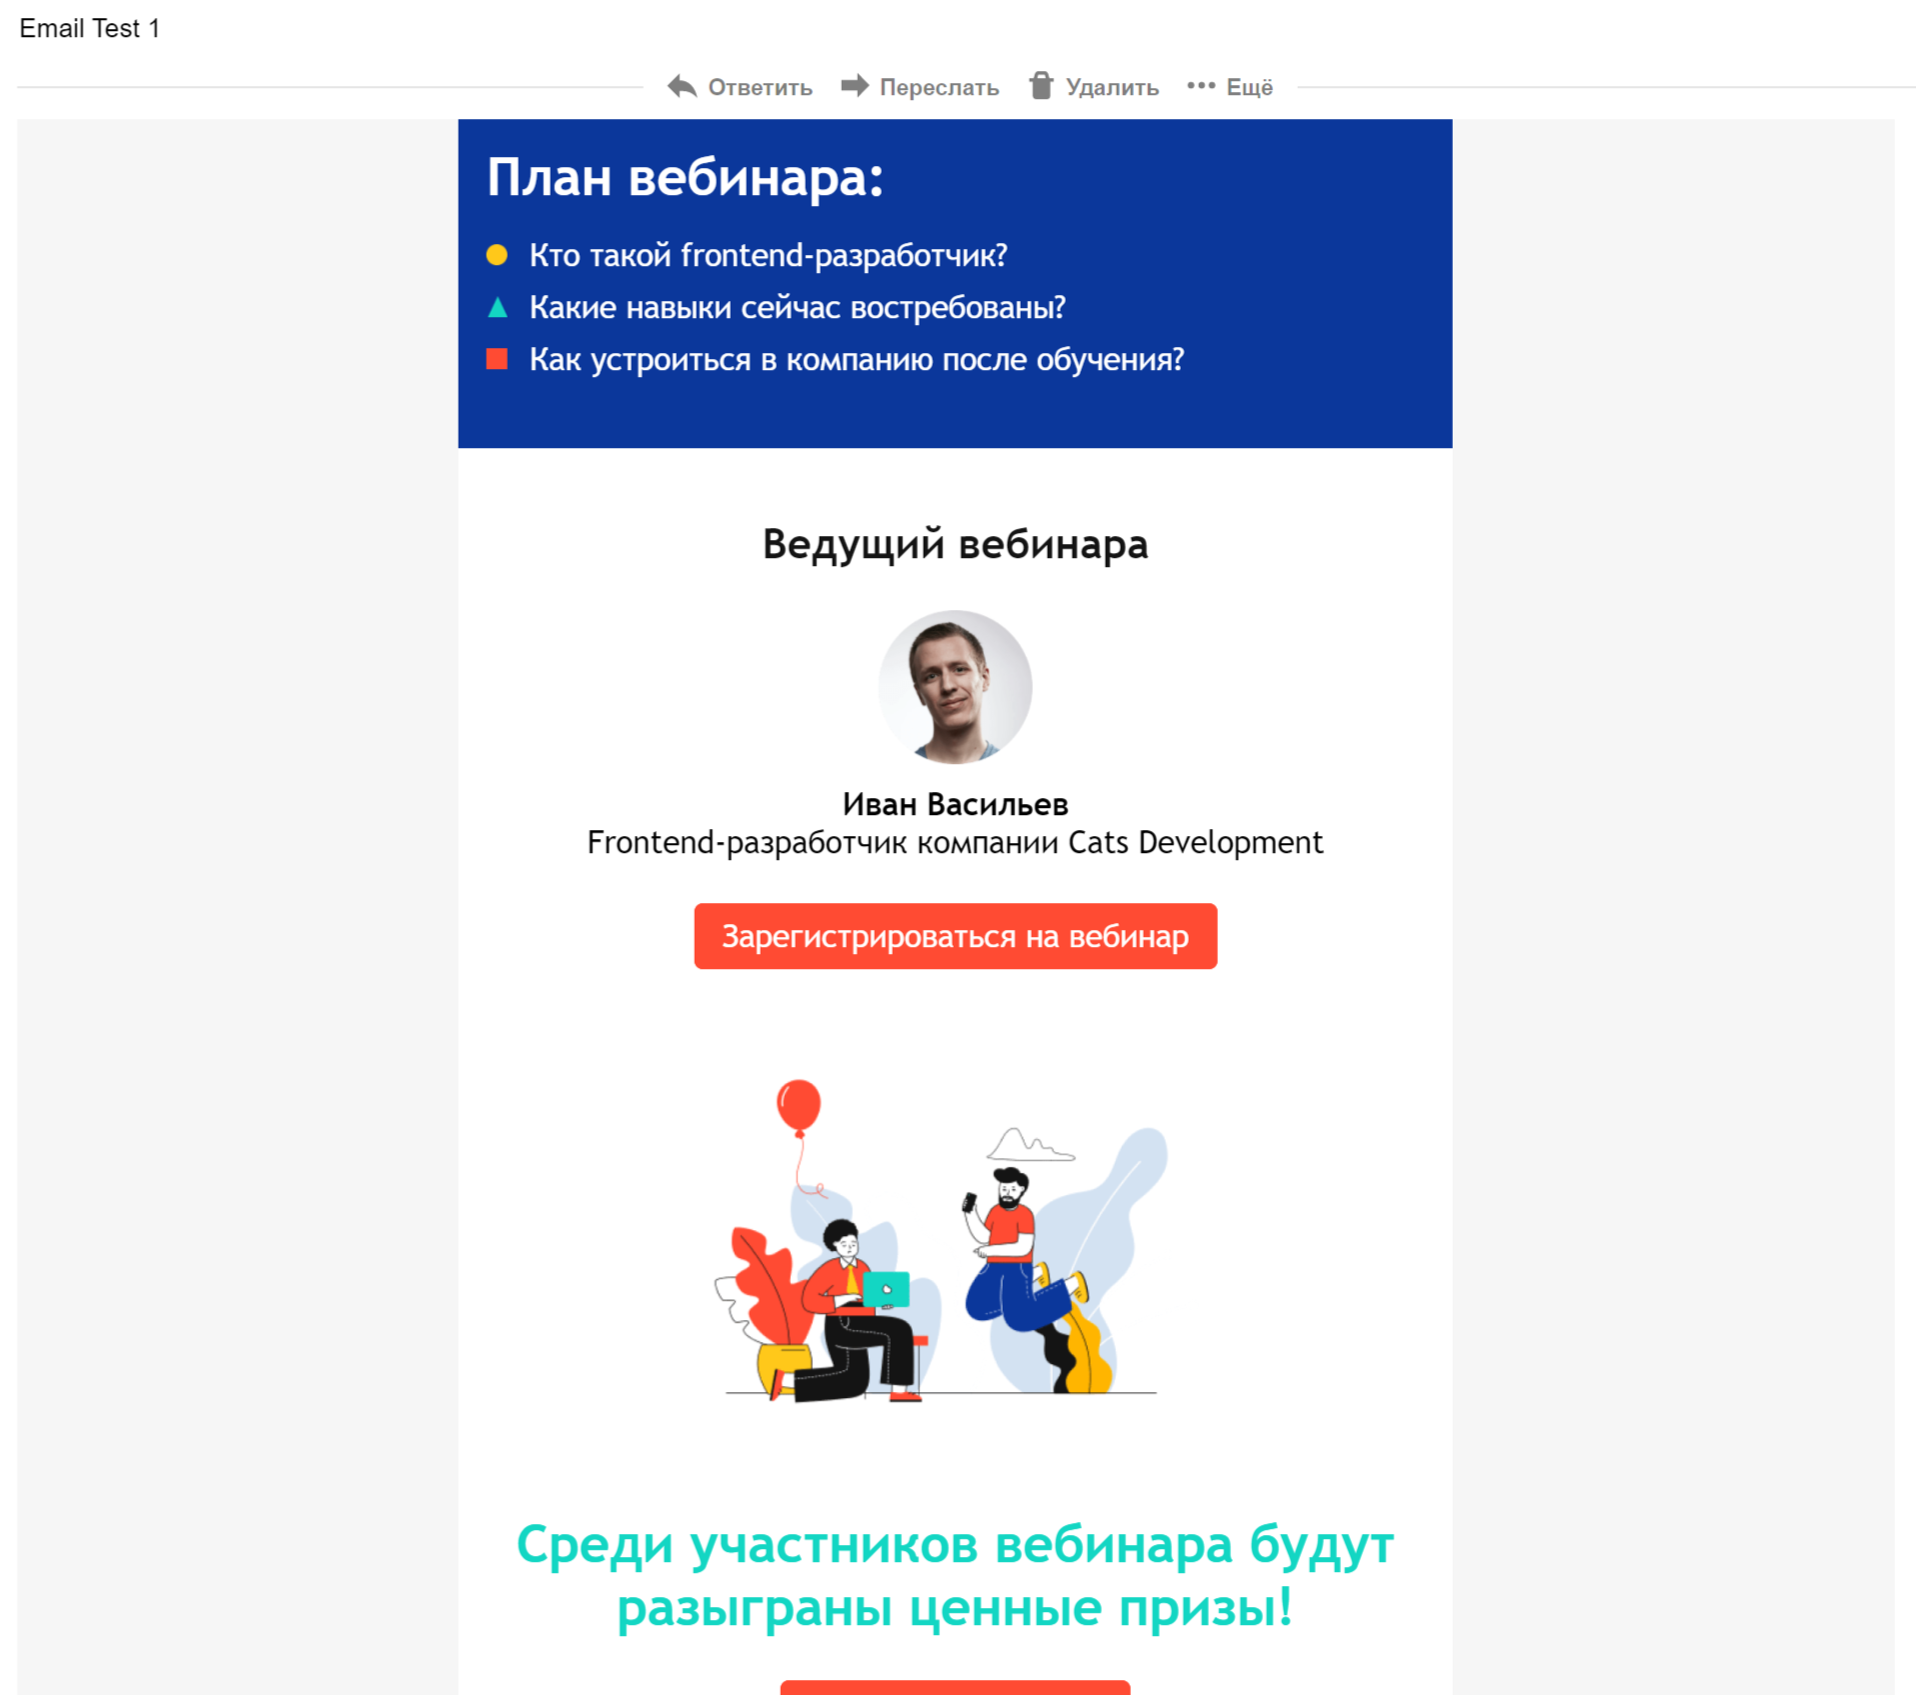 Email Test 1
Ответить Переслать Удалить Ещё
План вебинара:
Кто такой frontend-разработчик?
Какие навыки сейчас востребованы?
Как устроиться в компанию после обучения?
Ведущий вебинара
Иван Васильев
Frontend-разработчик компании Cats Development
Зарегистрироваться на вебинар
Среди участников вебинара будут
разыграны ценные призы!